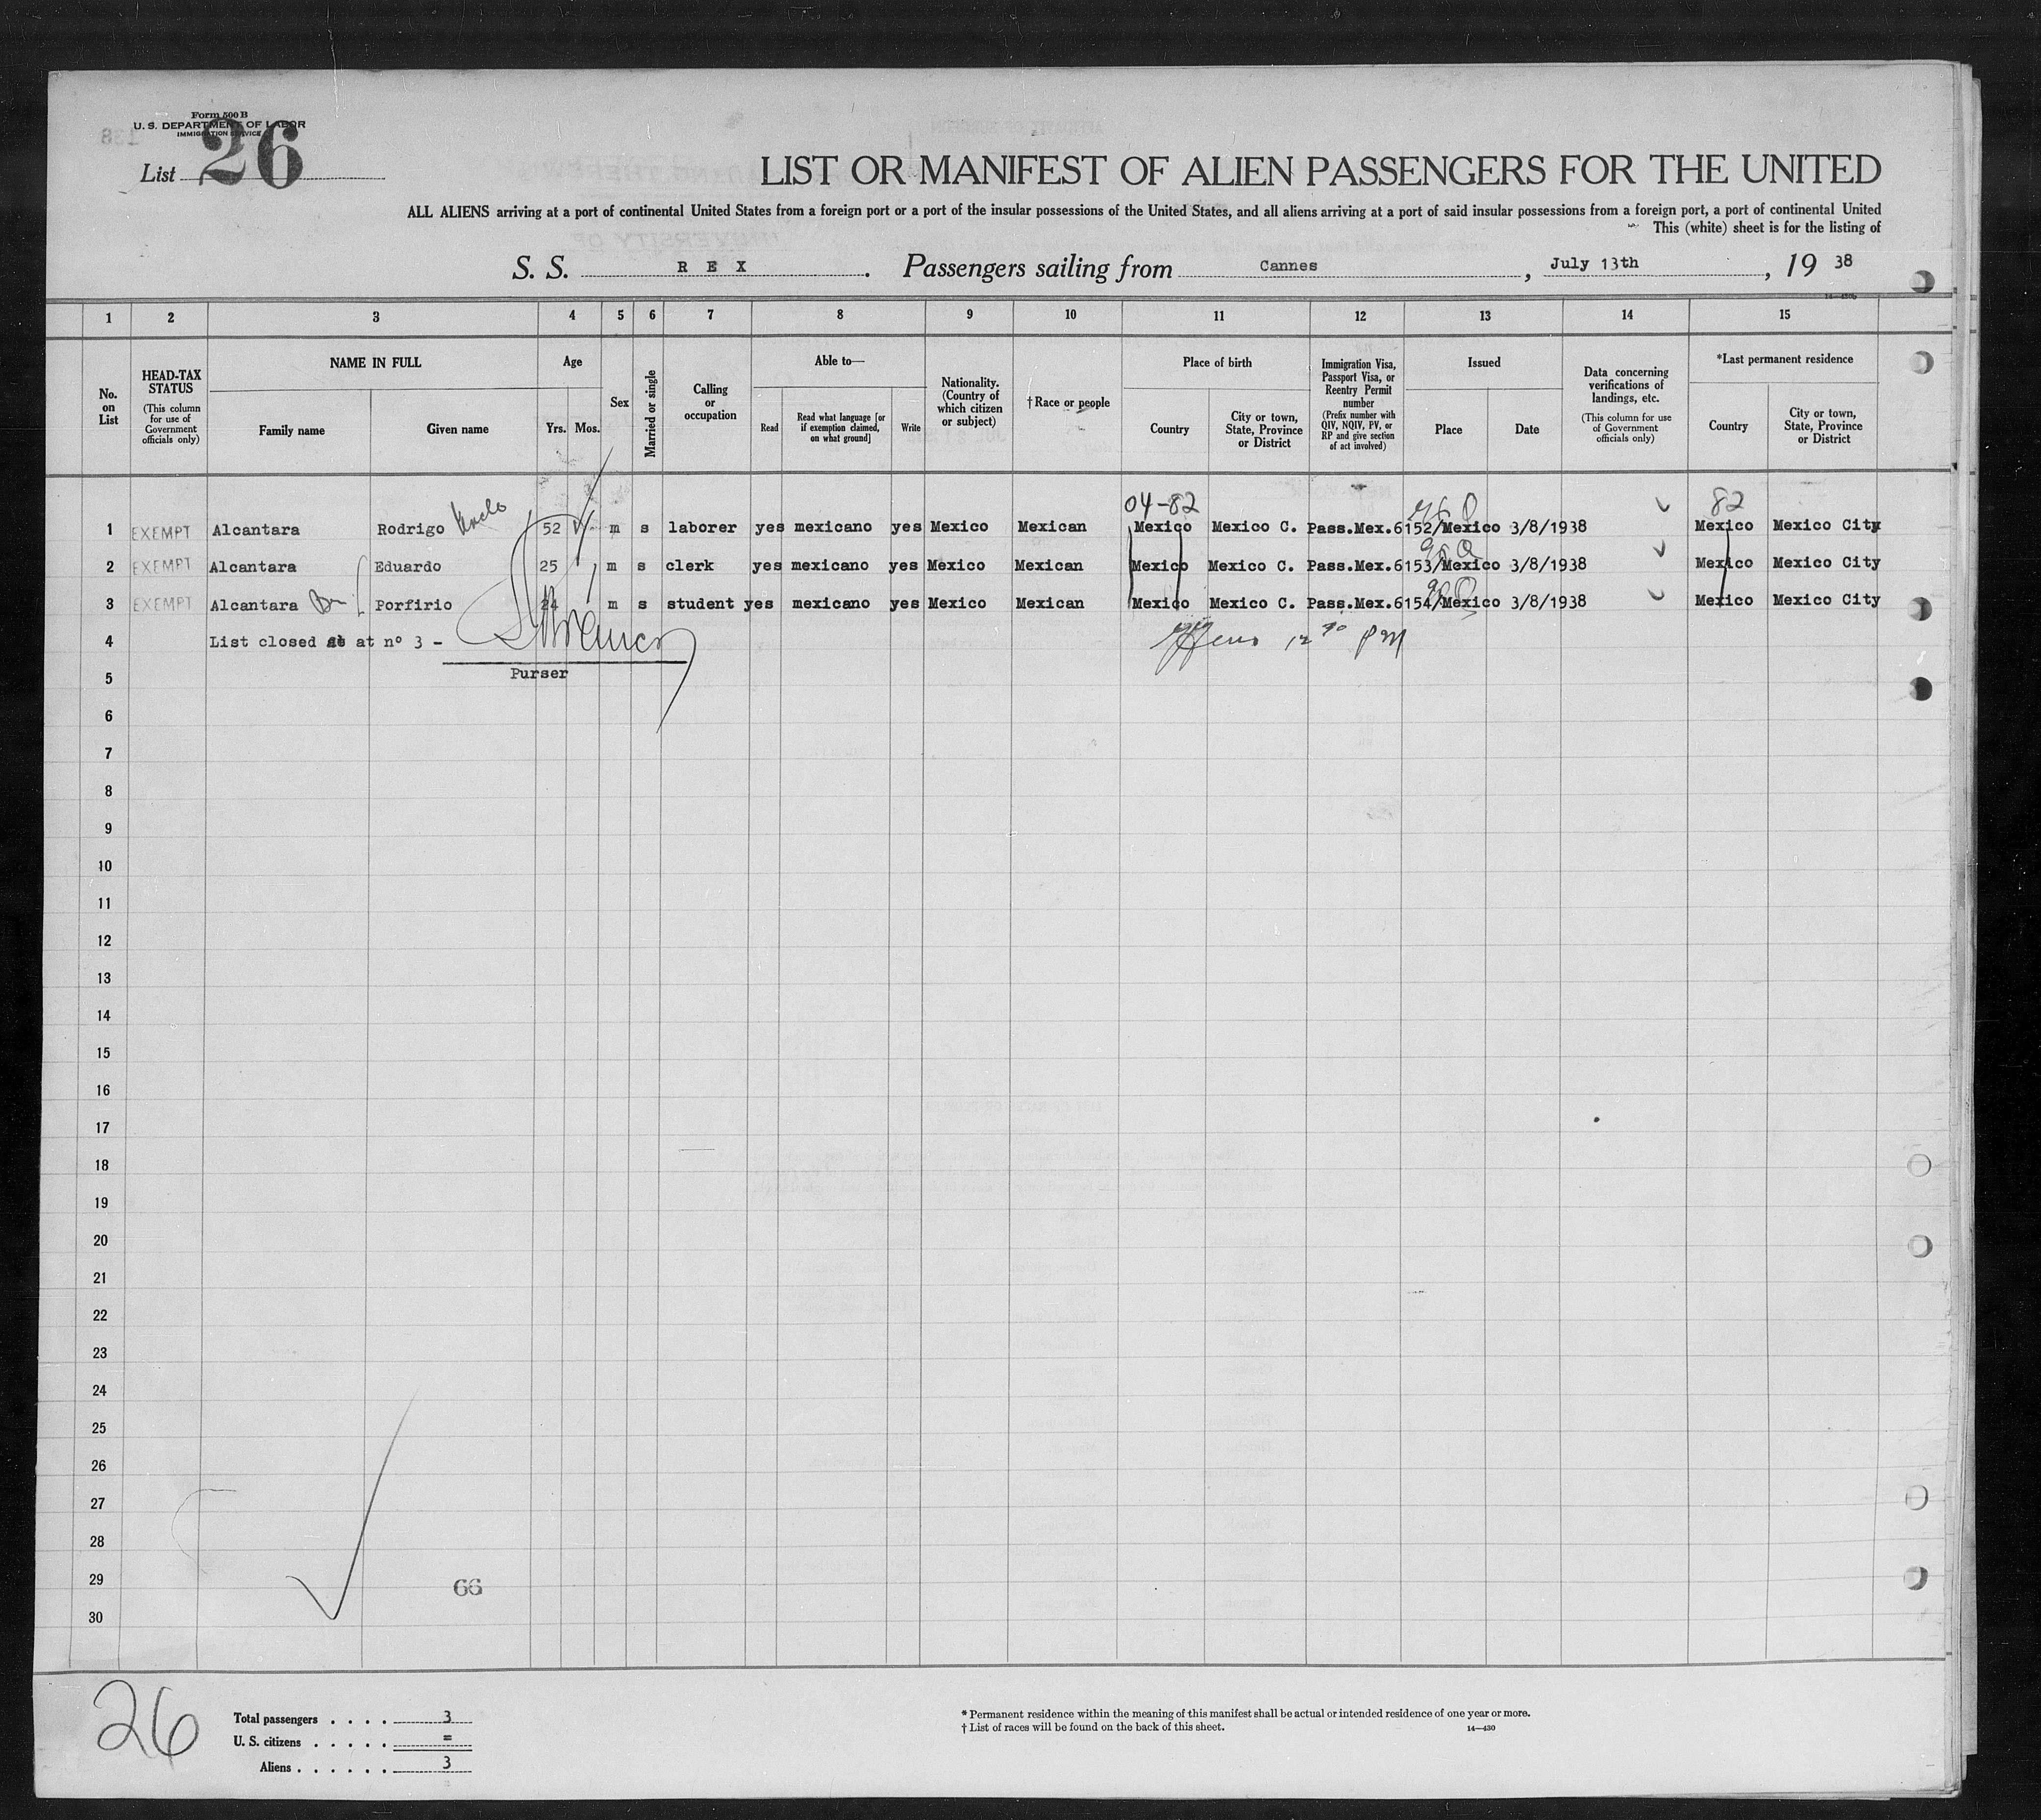 Form 500 B
U. S. DEPARTMENT OF LABOR
IMMIGRATION SERVICE
List 26
LIST OR MANIFEST OF ALIEN PASSENGERS FOR THE UNITED
ALL ALIENS arriving at a port of continental United States from a foreign port or a port of the insular possessions of the United States, and all aliens arriving at a port of said insular possessions from a foreign port, a port of continental United
This (white) sheet is for the listing of
S. S. R E X . Passengers sailing from Cannes , July 13th , 19 38
1 2 3 4 5 6 7 8 9 10 11 12 13 14 15
No. on List
HEAD-TAX STATUS (This column for use of Government officials only)
NAME IN FULL
Family name Given name
Age
Yrs. Mos.
Sex
Married or single
Calling or occupation
Able to—
Read Read what language [or if exemption claimed, on what ground] Write
Nationality. (Country of which citizen or subject)
†Race or people
Place of birth
Country City or town, State, Province or District
Immigration Visa, Passport Visa, or Reentry Permit number (Prefix number with QIV, NQIV, PV, or RP and give section of act involved)
Issued
Place Date
Data concerning verifications of landings, etc. (This column for use of Government officials only)
*Last permanent residence
Country City or town, State, Province or District
04-82 82
1 EXEMPT Alcantara Rodrigo Uncle 52 m s laborer yes mexicano yes Mexico Mexican Mexico Mexico C. Pass.Mex.6152/Mexico 3/8/1938 Mexico Mexico City
2 EXEMPT Alcantara Eduardo 25 m s clerk yes mexicano yes Mexico Mexican Mexico Mexico C. Pass.Mex.6153/Mexico 3/8/1938 Mexico Mexico City
3 EXEMPT Alcantara Porfirio 24 m s student yes mexicano yes Mexico Mexican Mexico Mexico C. Pass.Mex.6154/Mexico 3/8/1938 Mexico Mexico City
4 List closed at n° 3 -
5 Purser
6
7
8
9
10
11
12
13
14
15
16
17
18
19
20
21
22
23
24
25
26
27
28
29 66
30
26
Total passengers . . . . 3
U. S. citizens . . . . . =
Aliens . . . . . . 3
* Permanent residence within the meaning of this manifest shall be actual or intended residence of one year or more.
† List of races will be found on the back of this sheet. 14—430